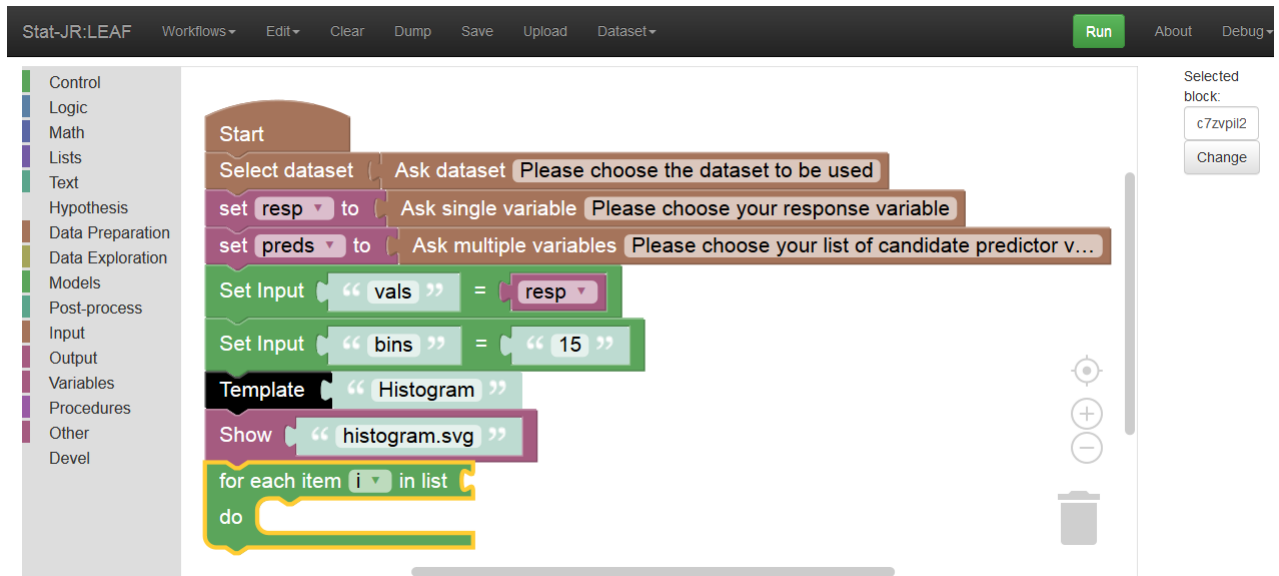 Stat-JR:LEAF Workflows Edit Clear Dump Save Upload Dataset Run About Debug
Control
Logic
Math
Lists
Text
Hypothesis
Data Preparation
Data Exploration
Models
Post-process
Input
Output
Variables
Procedures
Other
Devel
Start
Select dataset Ask dataset Please choose the dataset to be used
set resp to Ask single variable Please choose your response variable
set preds to Ask multiple variables Please choose your list of candidate predictor v...
Set Input “ vals ” = resp
Set Input “ bins ” = “ 15 ”
Template “ Histogram ”
Show “ histogram.svg ”
for each item i in list
do
Selected
block:
c7zvpil2
Change